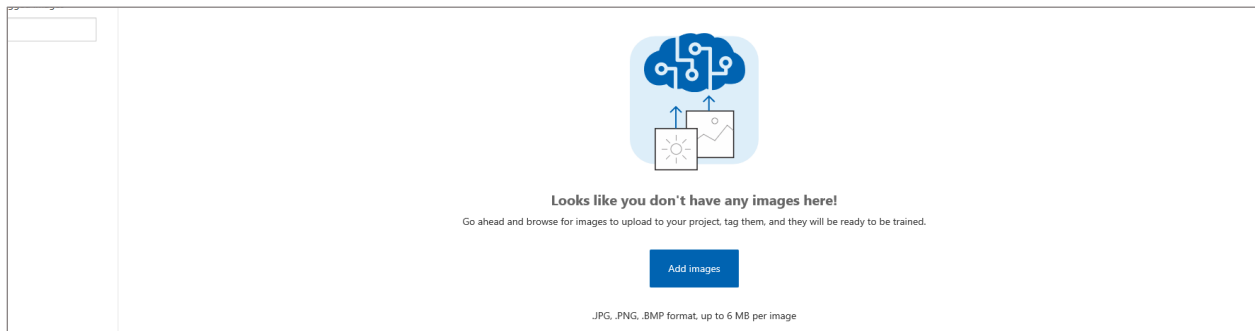 Looks like you don't have any images here!
Go ahead and browse for images to upload to your project, tag them, and they will be ready to be trained.
Add images
.JPG, .PNG, .BMP format, up to 6 MB per image